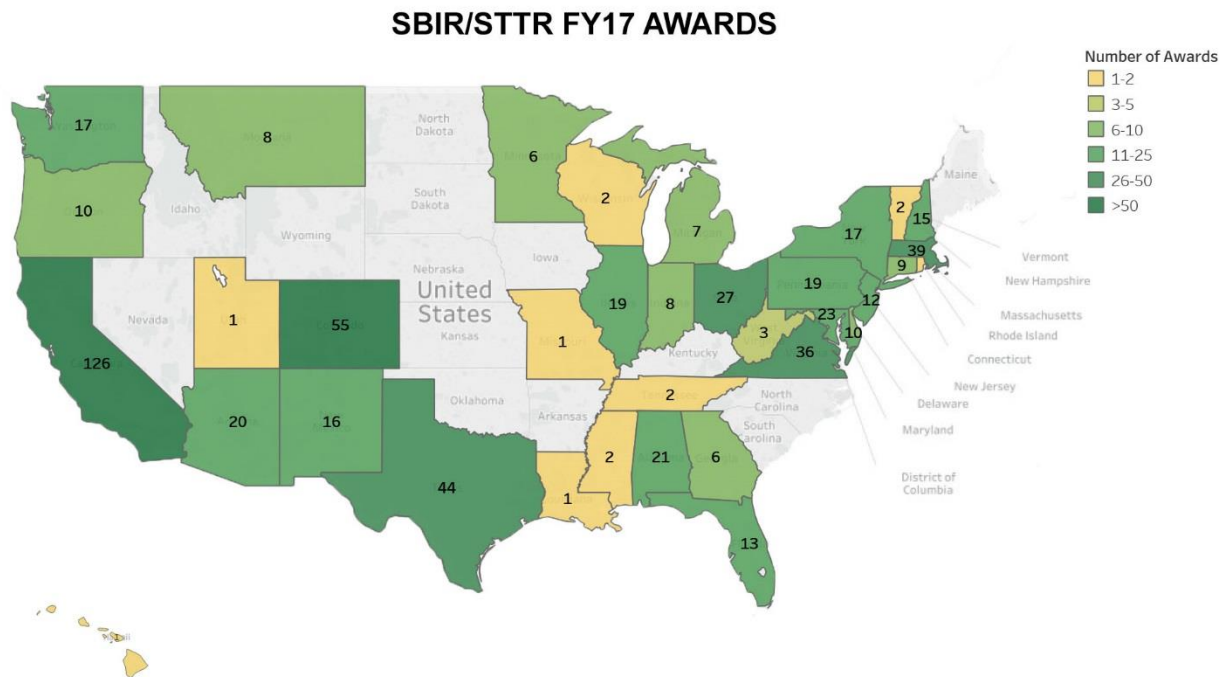 SBIR/STTR FY17 AWARDS
Number of Awards
1-2
3-5
6-10
11-25
26-50
>50
17
8
North
Dakota
6
Maine
10
Idaho
South
Dakota
2
2
15
Wyoming
7
17
39
Vermont
Iowa
9
New Hampshire
Nebraska
19
Massachusetts
United
States
19
8
27
12
Rhode Island
Nevada
1
55
23
Connecticut
Kansas
1
3
10
New Jersey
126
Kentucky
36
Delaware
Maryland
2
North
Carolina
Oklahoma
Arkansas
20
16
South
Carolina
2
21
6
District of
Columbia
44
1
13